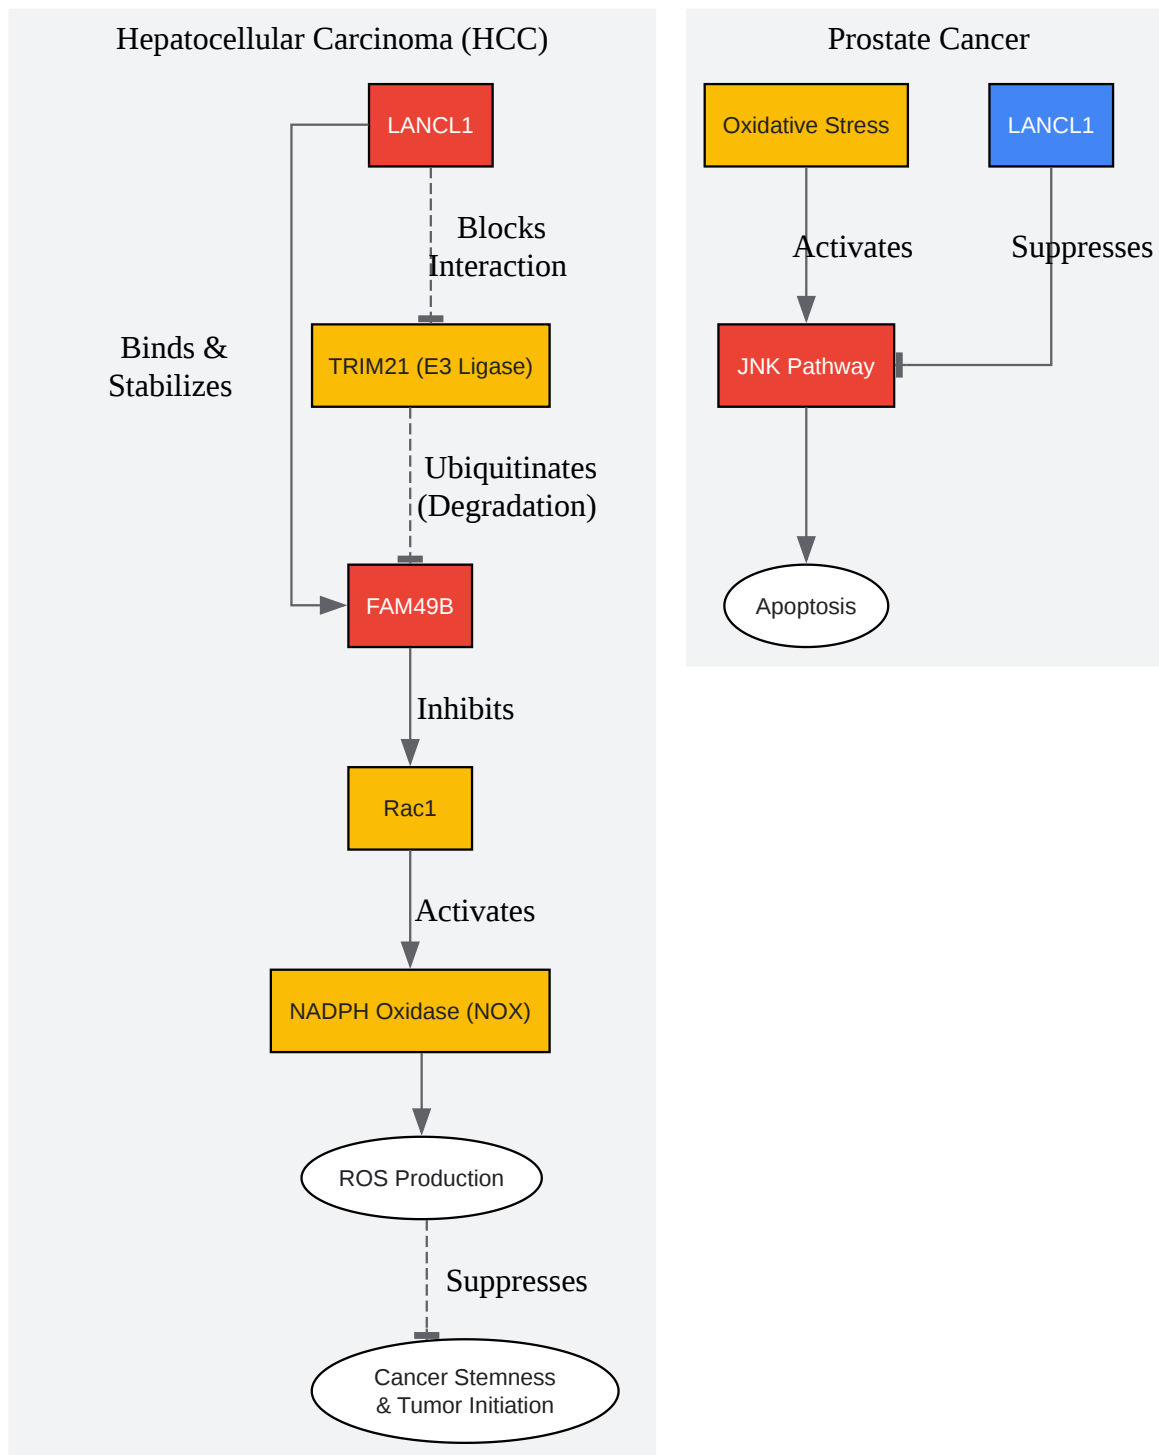 Hepatocellular Carcinoma (HCC)
LANCL1
Blocks
Interaction
Binds &
Stabilizes
TRIM21 (E3 Ligase)
Ubiquitinates
(Degradation)
FAM49B
Inhibits
Rac1
Activates
NADPH Oxidase (NOX)
ROS Production
Suppresses
Cancer Stemness
& Tumor Initiation
Prostate Cancer
Oxidative Stress
LANCL1
Activates
Suppresses
JNK Pathway
Apoptosis